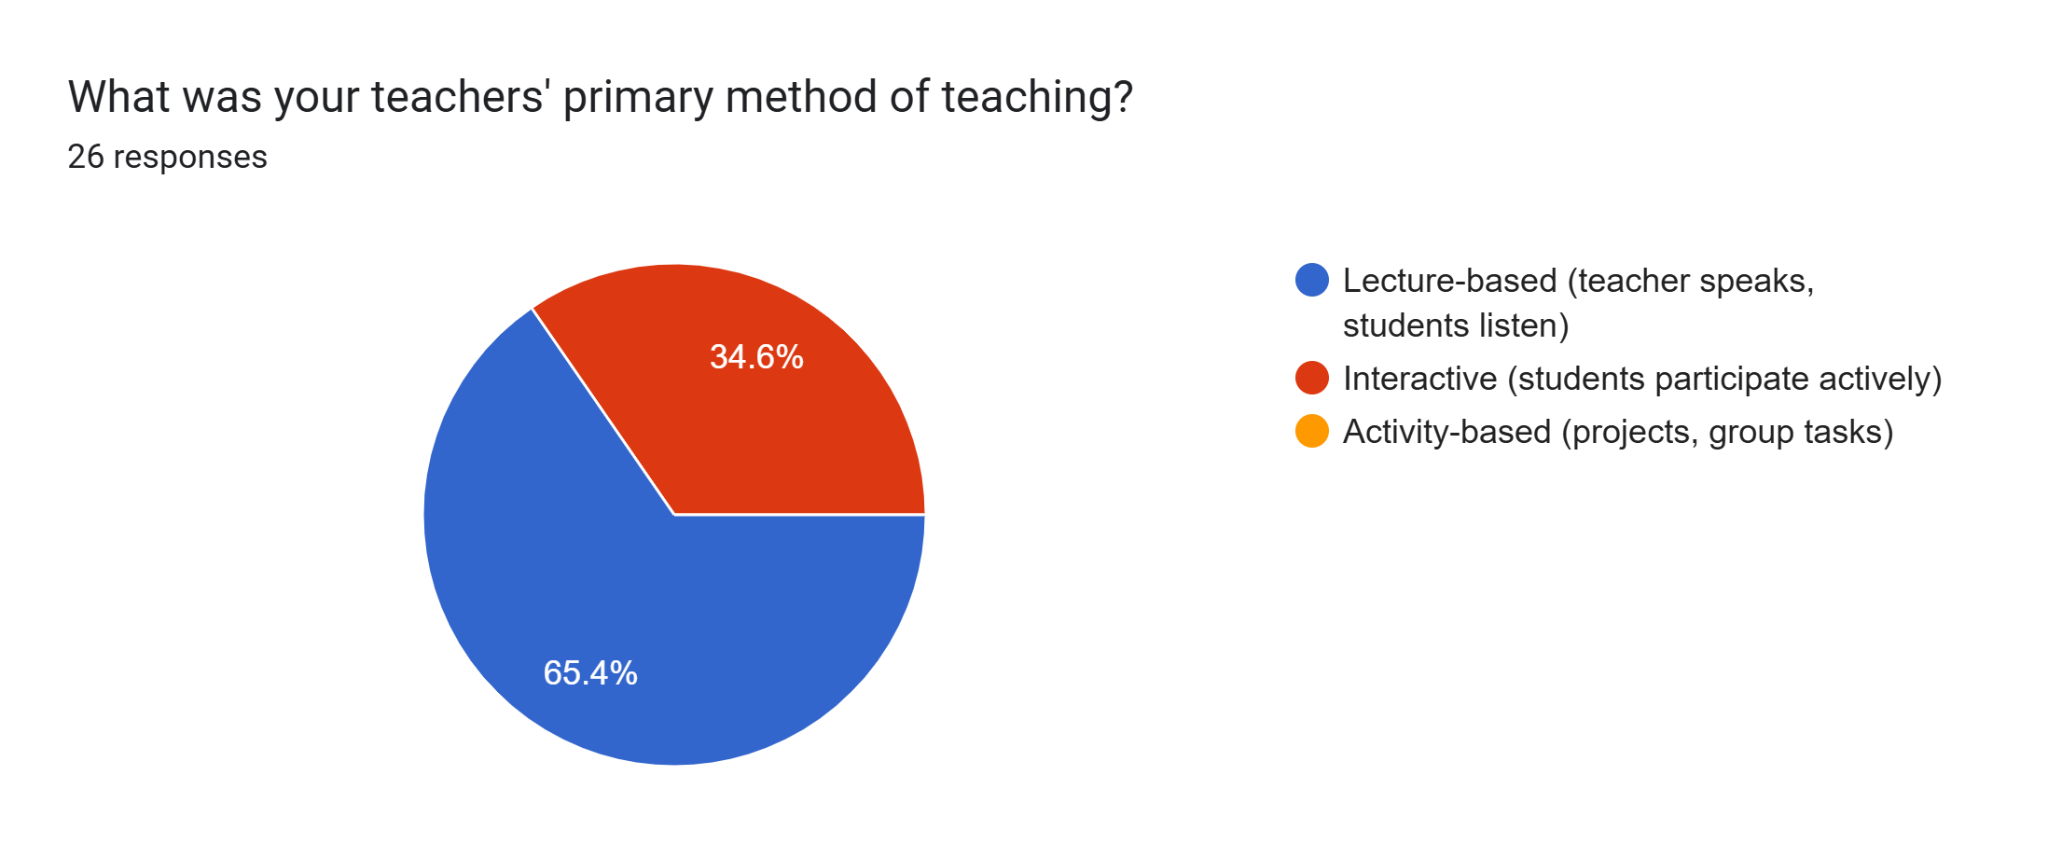 What was your teachers' primary method of teaching?
26 responses
34.6%
65.4%
Lecture-based (teacher speaks,
students listen)
Interactive (students participate actively)
Activity-based (projects, group tasks)